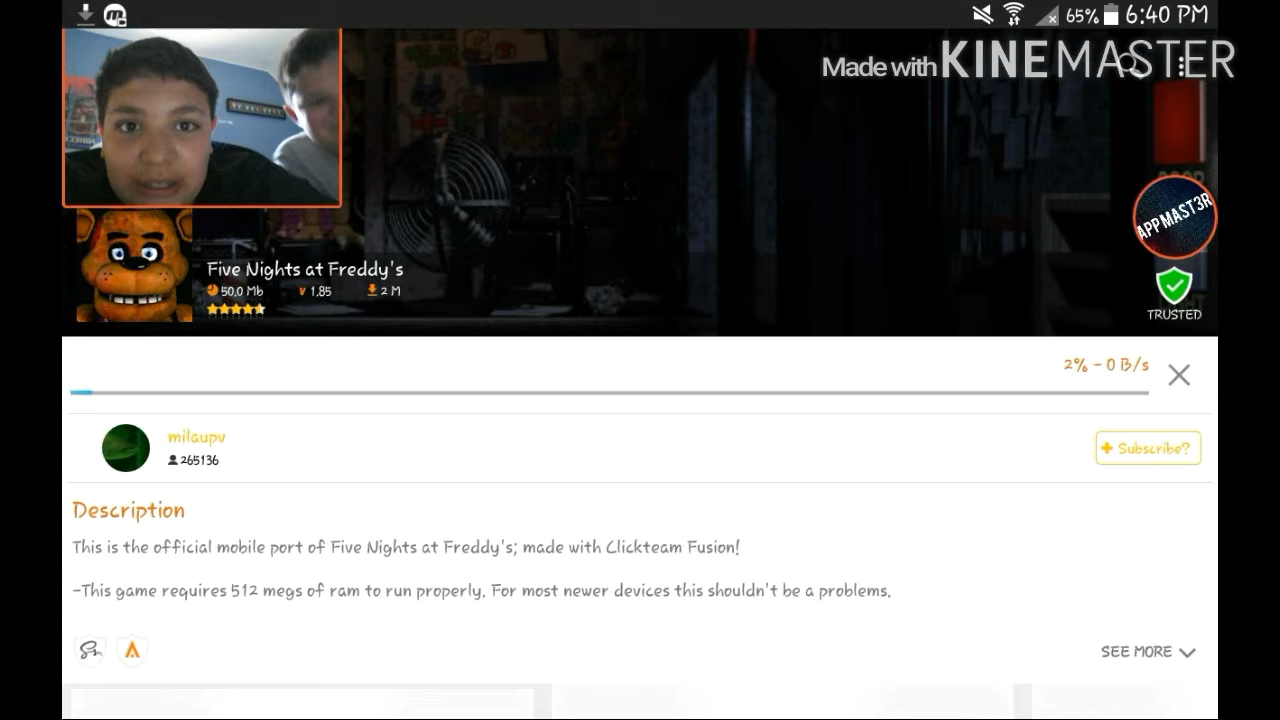 65% 6:40 PM
Made with KINEMASTER
APPMAST3R
Five Nights at Freddy's
50,0 Mb v 1.85 2 M
TRUSTED
2% - 0 B/s
milaupv
265136
+ Subscribe?
Description
This is the official mobile port of Five Nights at Freddy's; made with Clickteam Fusion!
-This game requires 512 megs of ram to run properly. For most newer devices this shouldn't be a problems.
SEE MORE